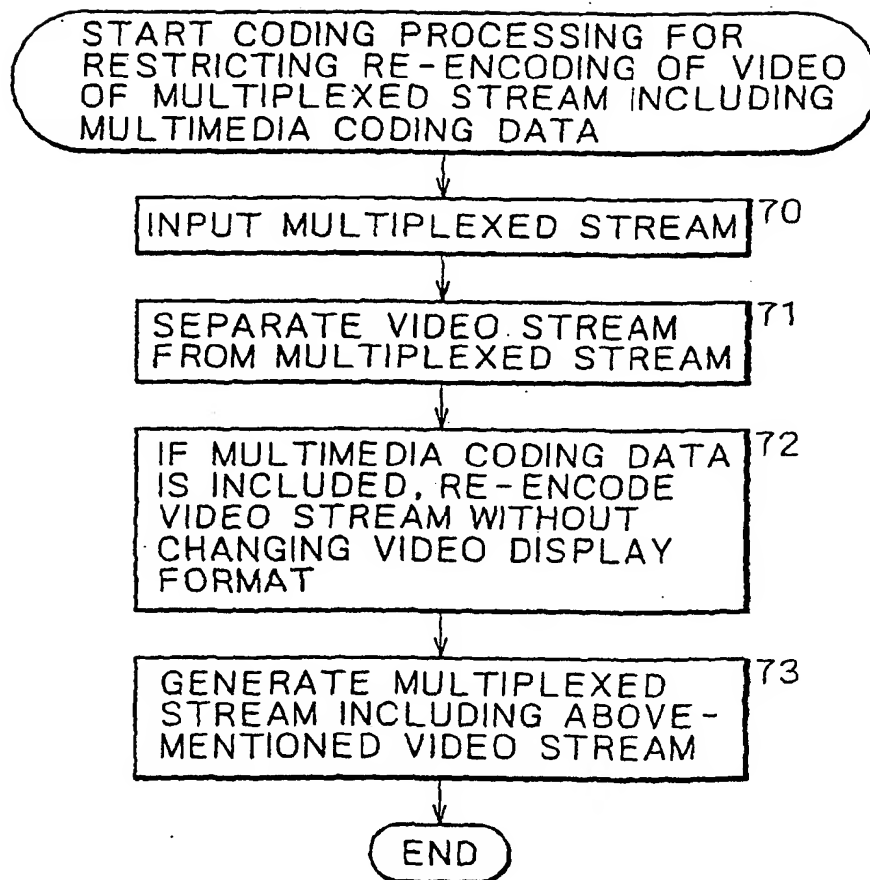 START CODING PROCESSING FOR
RESTRICTING RE-ENCODING OF VIDEO
OF MULTIPLEXED STREAM INCLUDING
MULTIMEDIA CODING DATA
INPUT MULTIPLEXED STREAM
70
SEPARATE VIDEO STREAM
FROM MULTIPLEXED STREAM
71
IF MULTIMEDIA CODING DATA
IS INCLUDED, RE-ENCODE
VIDEO STREAM WITHOUT
CHANGING VIDEO DISPLAY
FORMAT
72
GENERATE MULTIPLEXED
STREAM INCLUDING ABOVE-
MENTIONED VIDEO STREAM
73
END